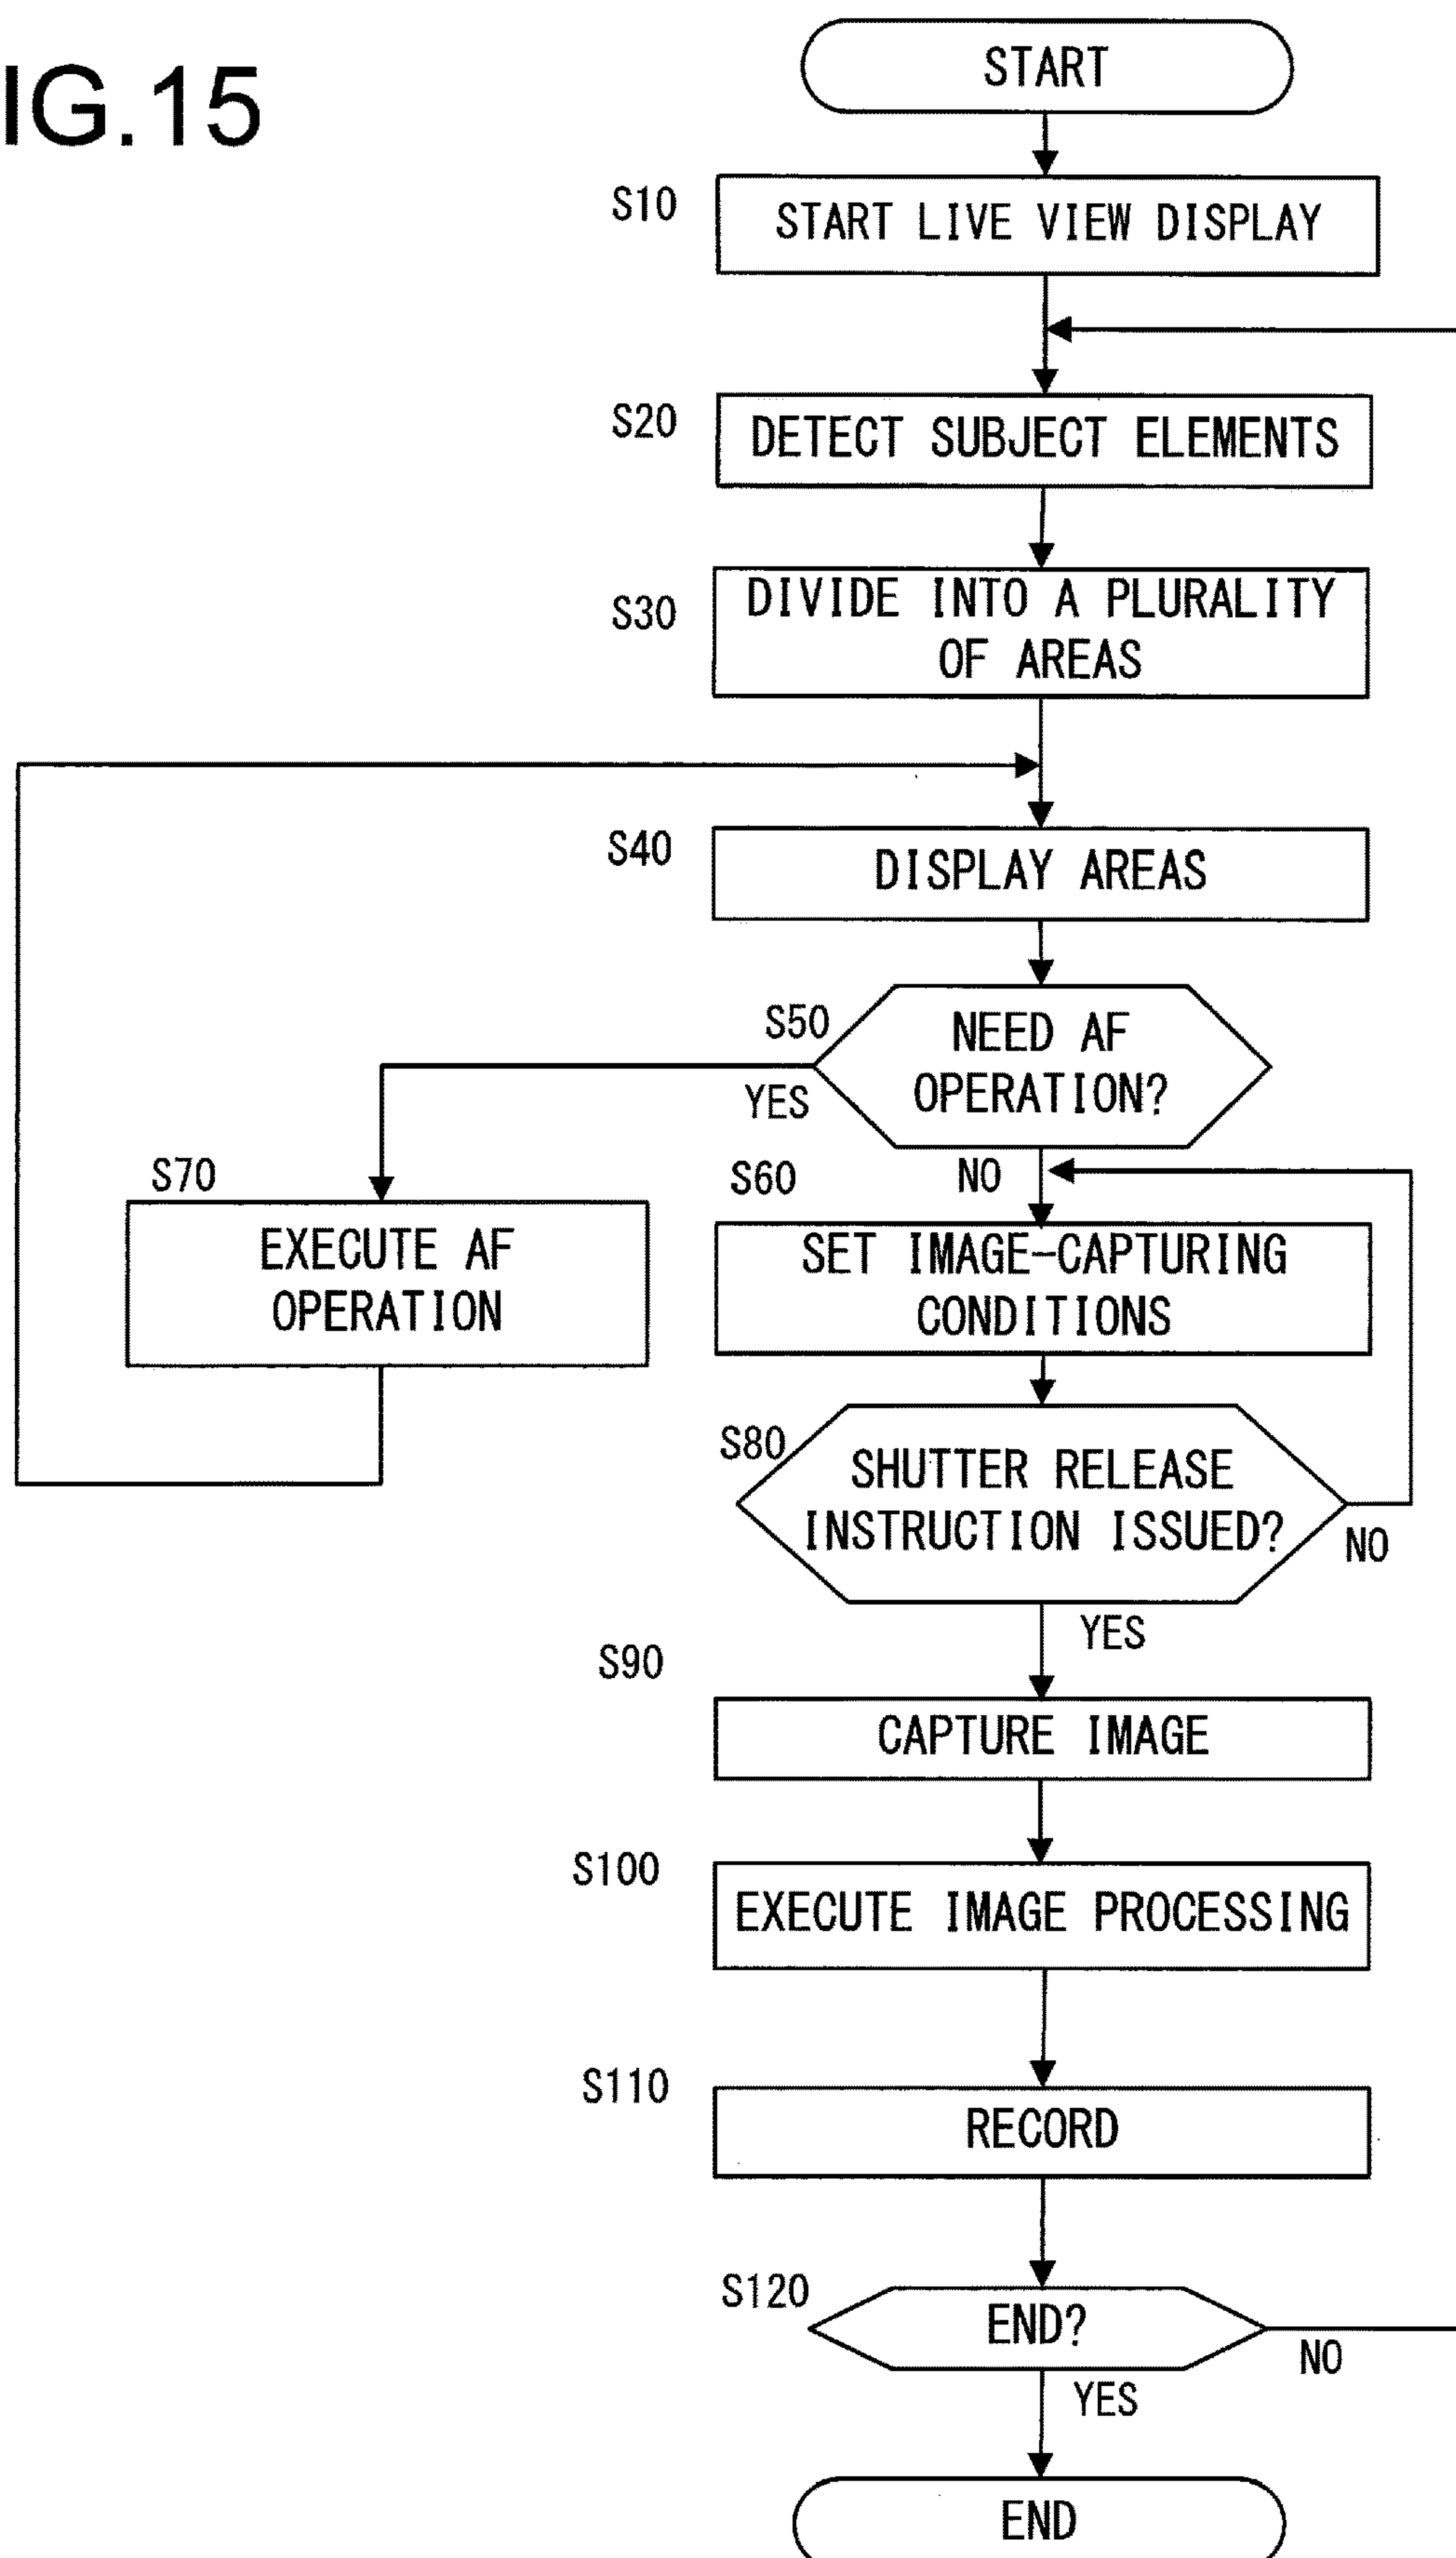 IG.15
START
S10
START LIVE VIEW DISPLAY
S20
DETECT SUBJECT ELEMENTS
S30
DIVIDE INTO A PLURALITY
OF AREAS
S40
DISPLAY AREAS
S50
NEED AF
OPERATION?
YES
NO
S70
EXECUTE AF
OPERATION
S60
SET IMAGE-CAPTURING
CONDITIONS
S80
SHUTTER RELEASE
INSTRUCTION ISSUED?
NO
YES
S90
CAPTURE IMAGE
S100
EXECUTE IMAGE PROCESSING
S110
RECORD
S120
END?
NO
YES
END